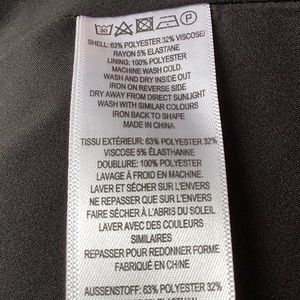 30
P
SHELL: 63% POLYESTER 32% VISCOSE/
RAYON 5% ELASTANE
LINING: 100% POLYESTER
MACHINE WASH COLD.
WASH AND DRY INSIDE OUT
IRON ON REVERSE SIDE
DRY AWAY FROM DIRECT SUNLIGHT
WASH WITH SIMILAR COLOURS
IRON BACK TO SHAPE
MADE IN CHINA
TISSU EXTÉRIEUR: 63% POLYESTER 32%
VISCOSE 5% ÉLASTHANNE
DOUBLURE: 100% POLYESTER
LAVAGE À FROID EN MACHINE.
LAVER ET SÉCHER SUR L'ENVERS
NE REPASSER QUE SUR L'ENVERS
FAIRE SÉCHER À L'ABRIS DU SOLEIL
LAVER AVEC DES COULEURS
SIMILAIRES
REPASSER POUR REDONNER FORME
FABRIQUÉ EN CHINE
AUSSENSTOFF: 63% POLYESTER 32%